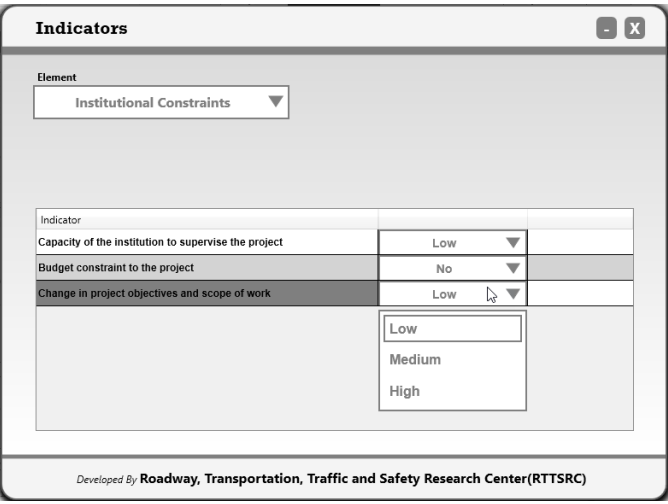 Indicators
- X
Element
Institutional Constraints
Indicator
Capacity of the institution to supervise the project Low
Budget constraint to the project No
Change in project objectives and scope of work Low
Low
Medium
High
Developed By Roadway, Transportation, Traffic and Safety Research Center(RTTSRC)